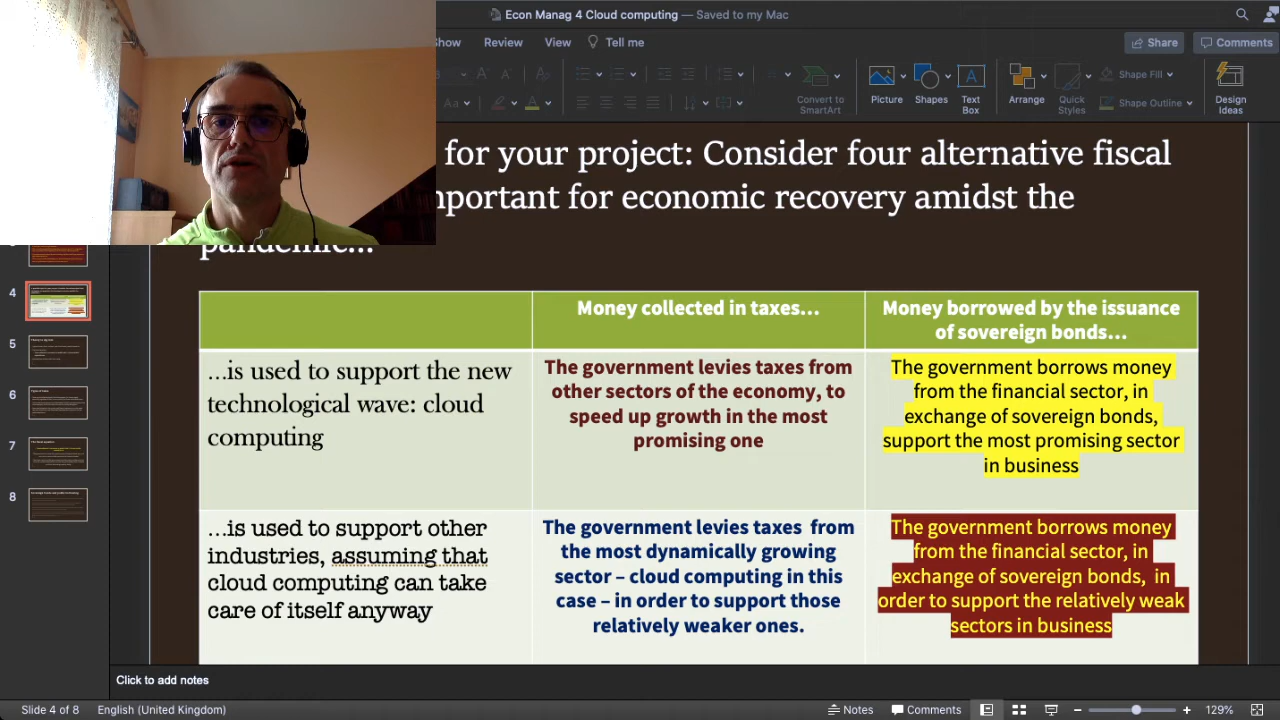 Econ Manag 4 Cloud computing — Saved to my Mac
Show Review View Tell me
Share Comments
Aa A
Convert to
SmartArt
Picture Shapes Text
Box
Arrange Quick
Styles
Shape Fill
Shape Outline
Design
Ideas
for your project: Consider four alternative fiscal
mportant for economic recovery amidst the
pandemic…
Money collected in taxes…
Money borrowed by the issuance
of sovereign bonds…
…is used to support the new
technological wave: cloud
computing
The government levies taxes from
other sectors of the economy, to
speed up growth in the most
promising one
The government borrows money
from the financial sector, in
exchange of sovereign bonds,
support the most promising sector
in business
…is used to support other
industries, assuming that
cloud computing can take
care of itself anyway
The government levies taxes from
the most dynamically growing
sector – cloud computing in this
case – in order to support those
relatively weaker ones.
The government borrows money
from the financial sector, in
exchange of sovereign bonds, in
order to support the relatively weak
sectors in business
4
5
6
7
8
Click to add notes
Slide 4 of 8 English (United Kingdom) Notes Comments 129%